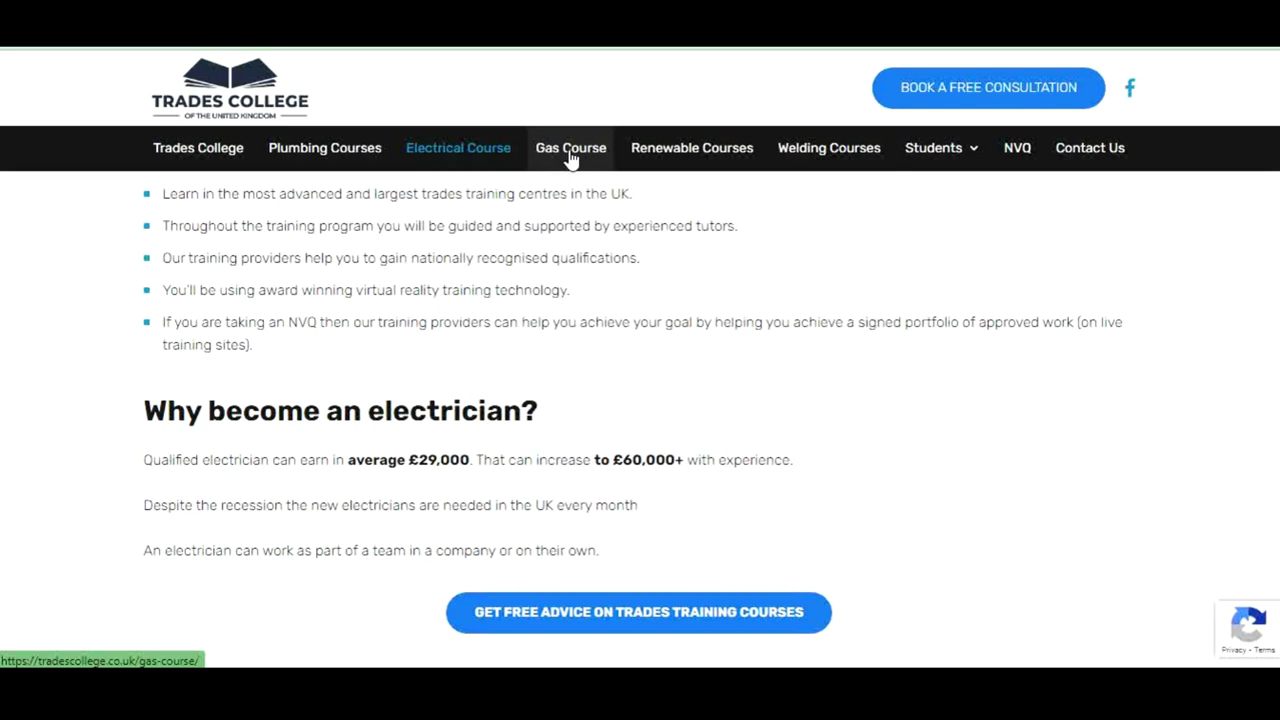 TRADES COLLEGE
OF THE UNITED KINGDOM
BOOK A FREE CONSULTATION
Trades College Plumbing Courses Electrical Course Gas Course Renewable Courses Welding Courses Students NVQ Contact Us
Learn in the most advanced and largest trades training centres in the UK.
Throughout the training program you will be guided and supported by experienced tutors.
Our training providers help you to gain nationally recognised qualifications.
You'll be using award winning virtual reality training technology.
If you are taking an NVQ then our training providers can help you achieve your goal by helping you achieve a signed portfolio of approved work (on live
training sites).
Why become an electrician?
Qualified electrician can earn in average £29,000. That can increase to £60,000+ with experience.
Despite the recession the new electricians are needed in the UK every month
An electrician can work as part of a team in a company or on their own.
GET FREE ADVICE ON TRADES TRAINING COURSES
Privacy - Terms
https://tradescollege.co.uk/gas-course/